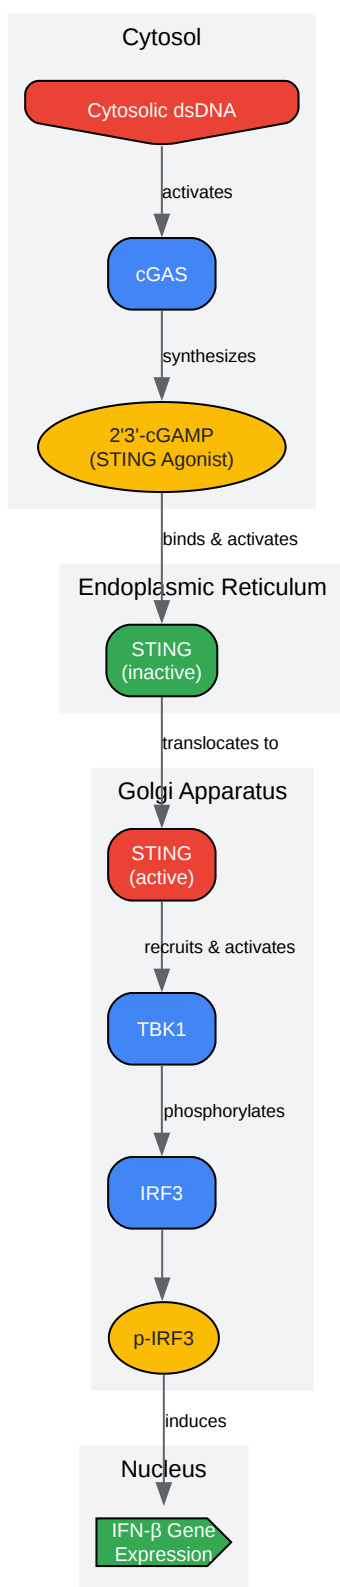 Cytosol
Cytosolic dsDNA
activates
cGAS
synthesizes
2'3'-cGAMP
(STING Agonist)
binds & activates
Endoplasmic Reticulum
STING
(inactive)
translocates to
Golgi Apparatus
STING
(active)
recruits & activates
TBK1
phosphorylates
IRF3
p-IRF3
induces
Nucleus
IFN-β Gene
Expression